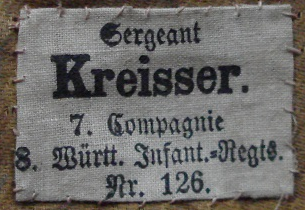 Sergeant
Kreisser.
7. Compagnie
8. Württ. Infant.-Regts.
Nr. 126.